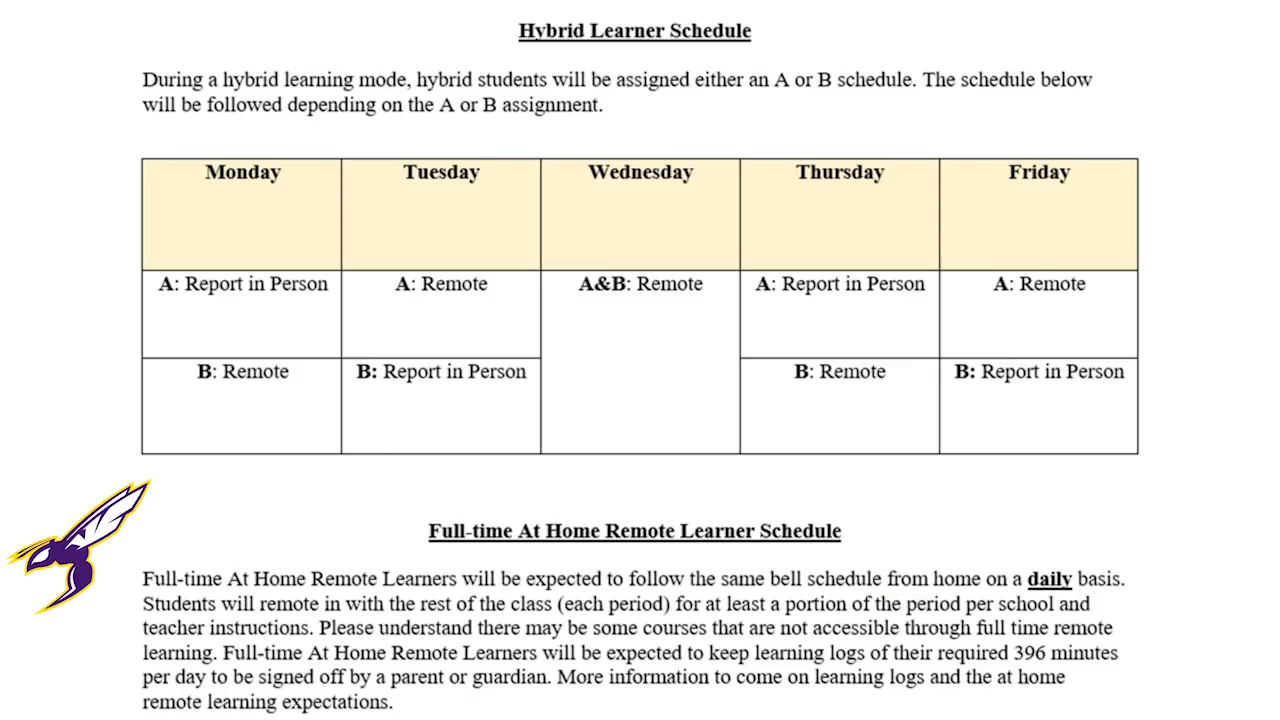 Hybrid Learner Schedule
During a hybrid learning mode, hybrid students will be assigned either an A or B schedule. The schedule below
will be followed depending on the A or B assignment.
Monday Tuesday Wednesday Thursday Friday
A: Report in Person A: Remote A&B: Remote A: Report in Person A: Remote
B: Remote B: Report in Person B: Remote B: Report in Person
Full-time At Home Remote Learner Schedule
Full-time At Home Remote Learners will be expected to follow the same bell schedule from home on a daily basis.
Students will remote in with the rest of the class (each period) for at least a portion of the period per school and
teacher instructions. Please understand there may be some courses that are not accessible through full time remote
learning. Full-time At Home Remote Learners will be expected to keep learning logs of their required 396 minutes
per day to be signed off by a parent or guardian. More information to come on learning logs and the at home
remote learning expectations.